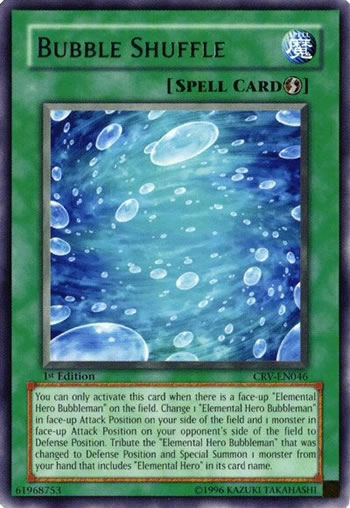 BUBBLE SHUFFLE
SPELL 魔
[SPELL CARD]
1st Edition
CRV-EN046
You can only activate this card when there is a face-up "Elemental
Hero Bubbleman" on the field. Change 1 "Elemental Hero Bubbleman"
in face-up Attack Position on your side of the field and 1 monster in
face-up Attack Position on your opponent's side of the field to
Defense Position. Tribute the "Elemental Hero Bubbleman" that was
changed to Defense Position and Special Summon 1 monster from
your hand that includes "Elemental Hero" in its card name.
61968753
©1996 KAZUKI TAKAHASHI